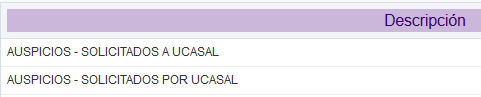 Descripción
AUSPICIOS - SOLICITADOS A UCASAL
AUSPICIOS - SOLICITADOS POR UCASAL